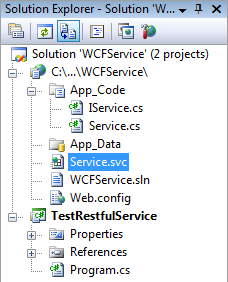 Solution Explorer - Solution 'W...
Solution 'WCFService' (2 projects)
C:\...\WCFService\
App_Code
IService.cs
Service.cs
App_Data
Service.svc
WCFService.sln
Web.config
TestRestfulService
Properties
References
Program.cs